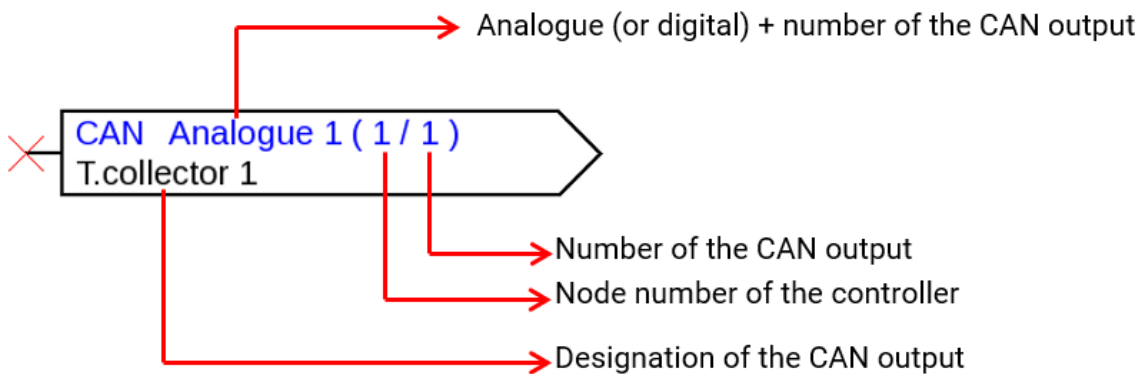 Analogue (or digital) + number of the CAN output
CAN Analogue 1 ( 1 / 1 )
T.collector 1
Number of the CAN output
Node number of the controller
Designation of the CAN output